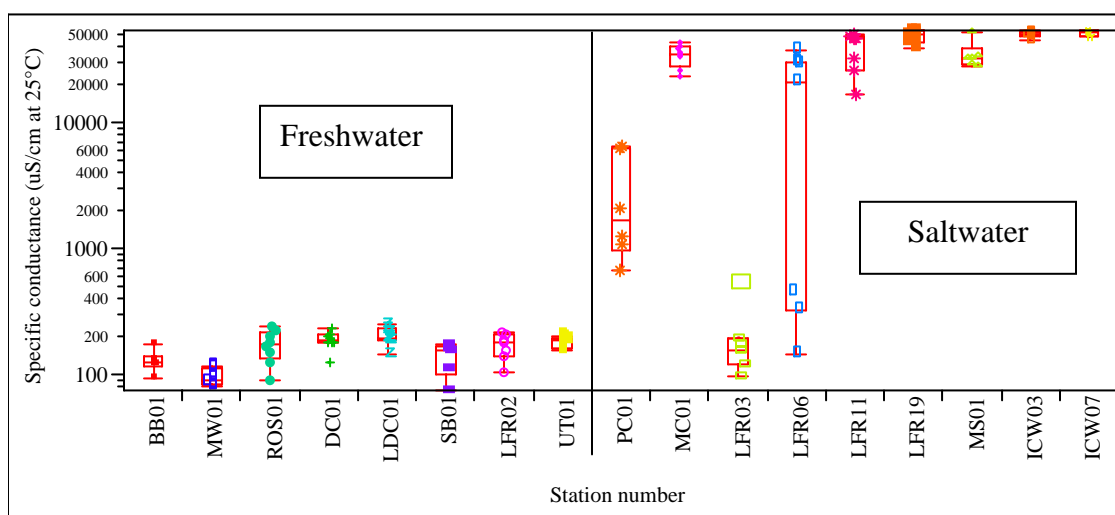 Specific conductance (uS/cm at 25°C)
50000
30000
20000
10000
6000
4000
2000
1000
600
400
200
100
Freshwater
Saltwater
BB01
MW01
ROS01
DC01
LDC01
SB01
LFR02
UT01
PC01
MC01
LFR03
LFR06
LFR11
LFR19
MS01
ICW03
ICW07
Station number